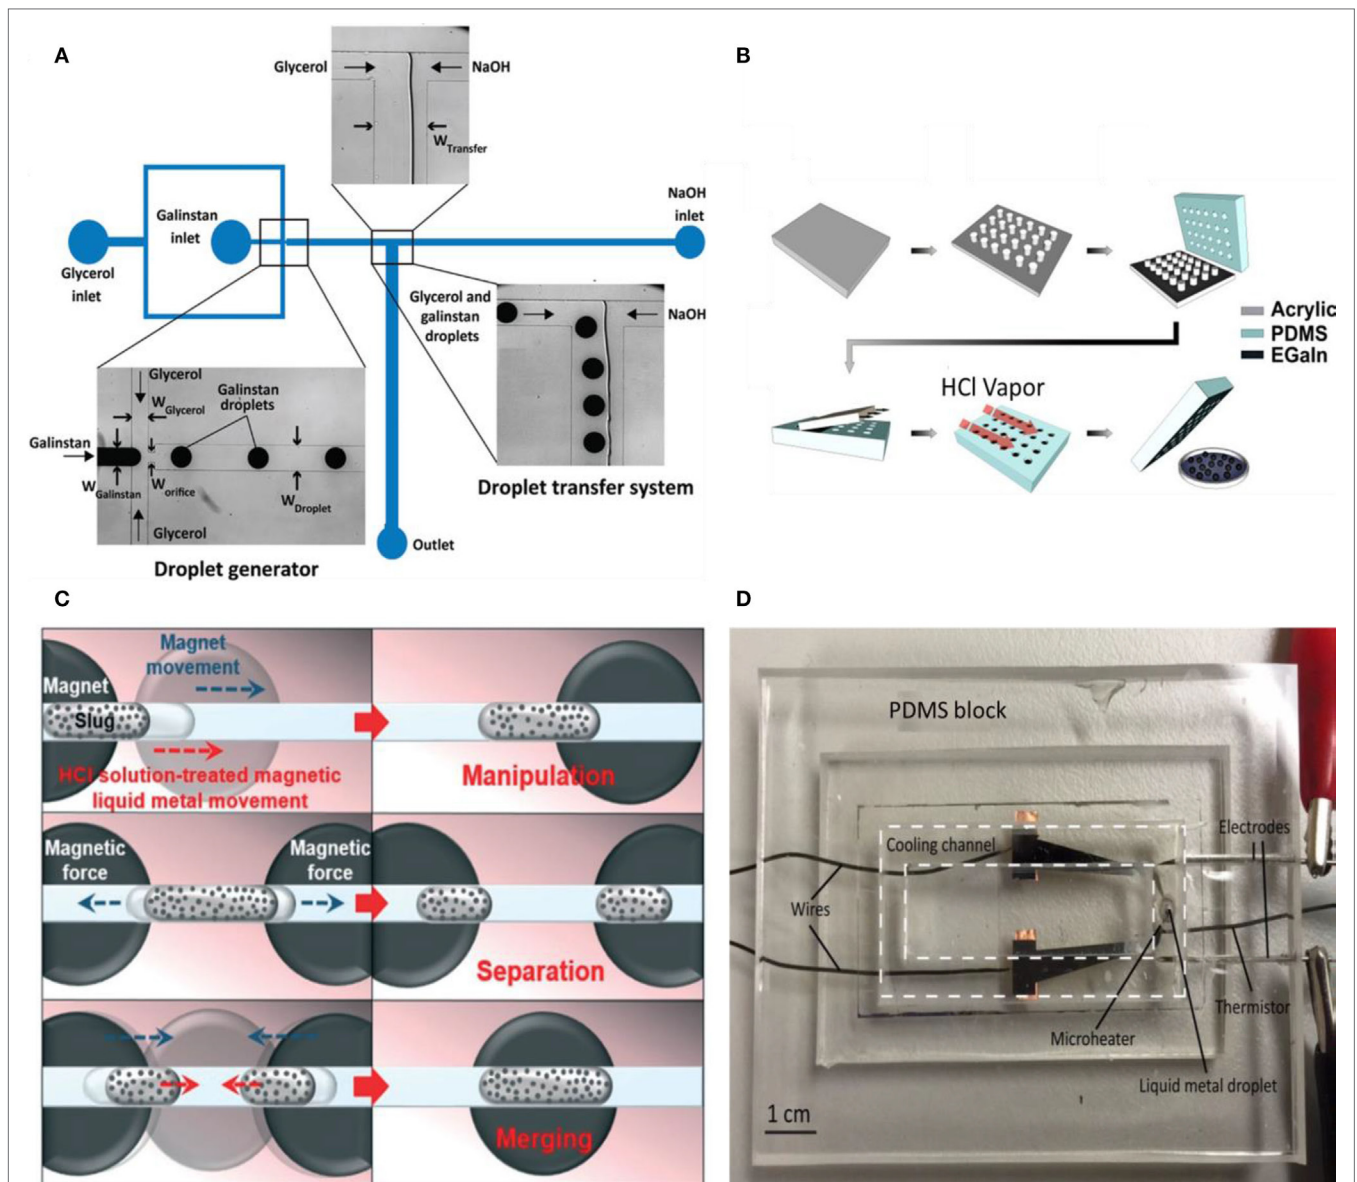 A
Glycerol
NaOH
W Transfer
NaOH
inlet
Galinstan
inlet
Glycerol
inlet
Glycerol and
galinstan
droplets
NaOH
Glycerol
W Glycerol
Galinstan
droplets
Galinstan
W Galinstan
W orifice
W Droplet
Glycerol
Droplet transfer system
Outlet
Droplet generator
B
Acrylic
PDMS
EGaIn
HCl Vapor
C
Magnet
movement
Magnet
Slug
HCl solution-treated magnetic
liquid metal movement
Manipulation
Magnetic
force
Magnetic
force
Separation
Merging
D
PDMS block
Cooling channel
Electrodes
Wires
Thermistor
Microheater
Liquid metal droplet
1 cm